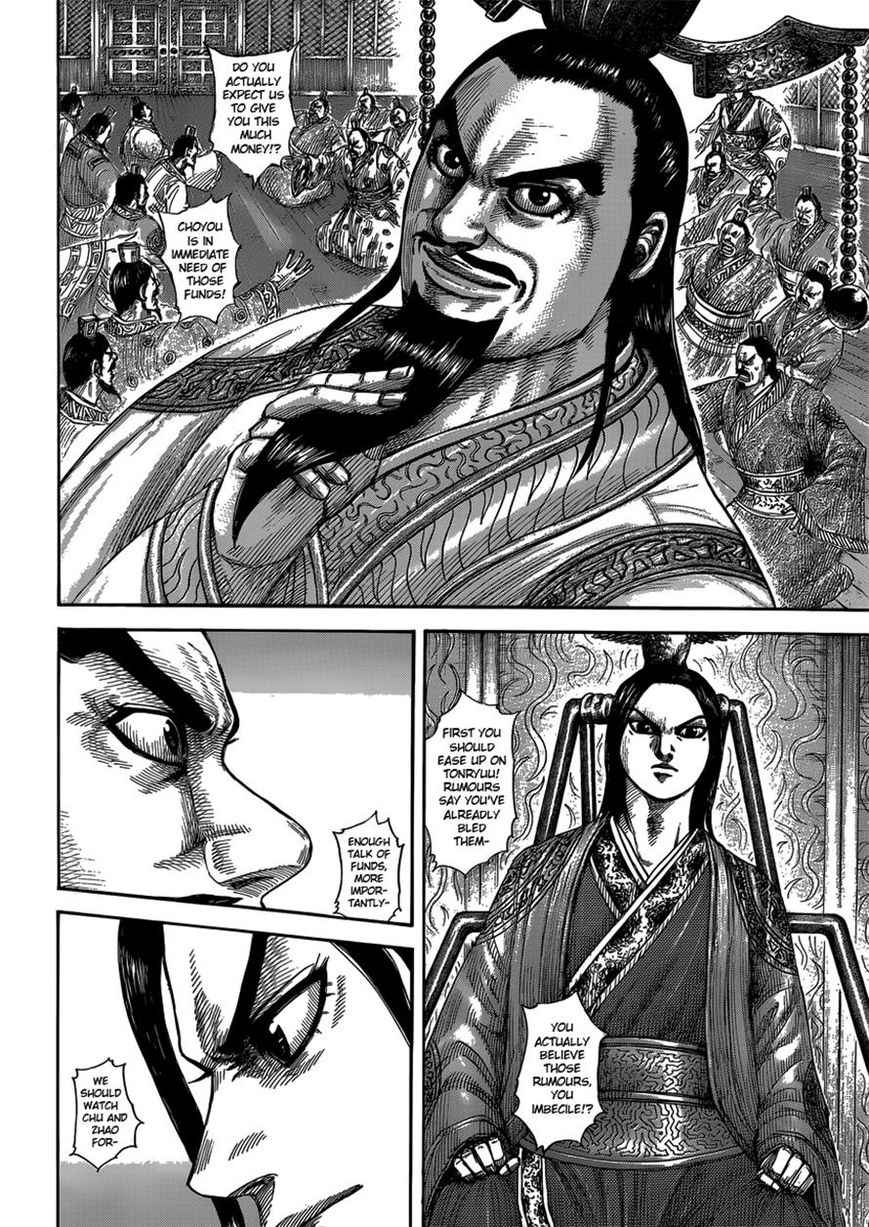 DO YOU
ACTUALLY
EXPECT US
TO GIVE
YOU THIS
MUCH
MONEY!?
CHOYOU
IS IN
IMMEDIATE
NEED OF
THOSE
FUNDS!
FIRST YOU
SHOULD
EASE UP ON
TONRYUU!
RUMOURS
SAY YOU'VE
ALREADLY
BLED
THEM-
YOU
ACTUALLY
BELIEVE
THOSE
RUMOURS,
YOU
IMBECILE!?
ENOUGH
TALK OF
FUNDS,
MORE
IMPOR-
TANTLY-
WE
SHOULD
WATCH
CHU AND
ZHAO
FOR-